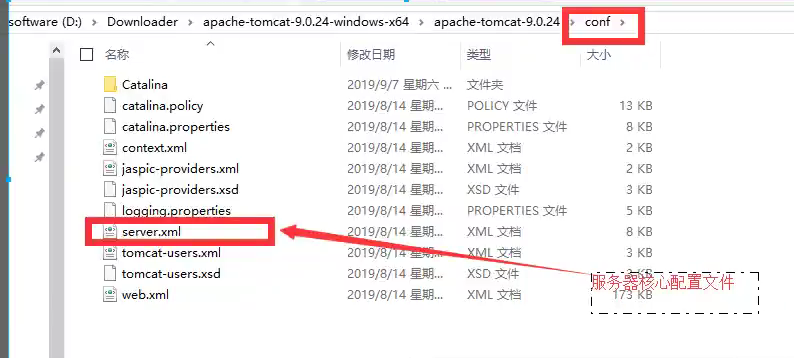 software (D:) › Downloader › apache-tomcat-9.0.24-windows-x64 › apache-tomcat-9.0.24 › conf ›
名称 修改日期 类型 大小
Catalina 2019/9/7 星期六 ... 文件夹
catalina.policy 2019/8/14 星期... POLICY 文件 13 KB
catalina.properties 2019/8/14 星期... PROPERTIES 文件 8 KB
context.xml 2019/8/14 星期... XML 文档 2 KB
jaspic-providers.xml 2019/8/14 星期... XML 文档 2 KB
jaspic-providers.xsd 2019/8/14 星期... XSD 文件 3 KB
logging.properties 2019/8/14 星期... PROPERTIES 文件 5 KB
server.xml 2019/8/14 星期... XML 文档 8 KB
tomcat-users.xml 2019/8/14 星期... XML 文档 3 KB
tomcat-users.xsd 2019/8/14 星期... XSD 文件 3 KB
服务器核心配置文件
web.xml 2019/8/14 星期... XML 文档 173 KB